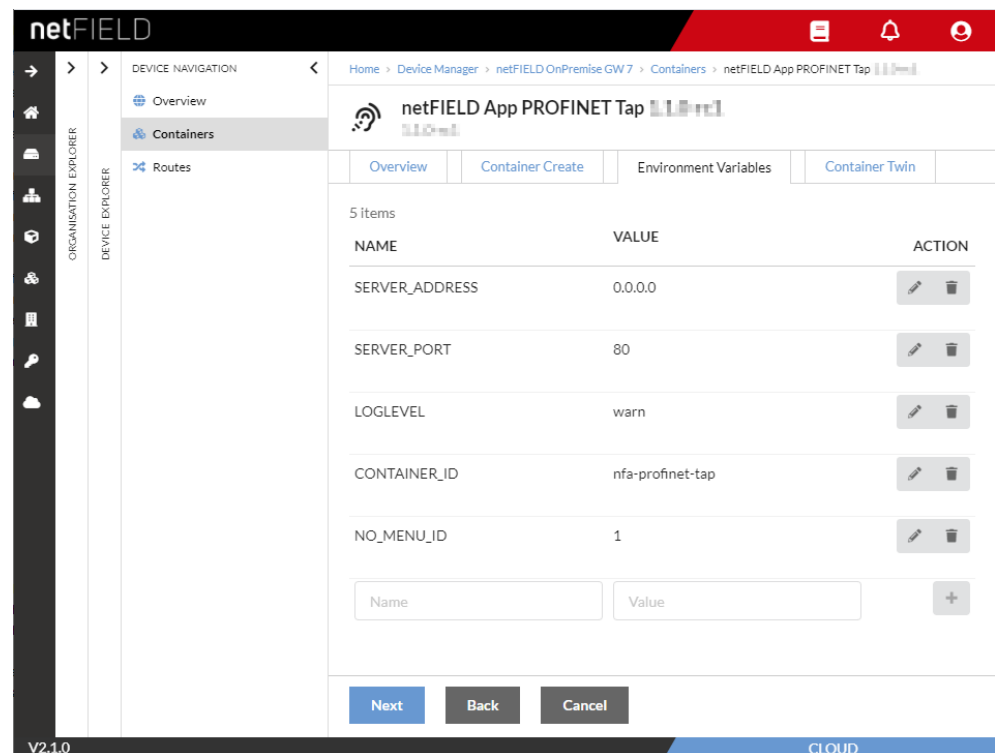 netFIELD
DEVICE NAVIGATION
Overview
Containers
Routes
ORGANISATION EXPLORER
DEVICE EXPLORER
Home > Device Manager > netFIELD OnPremise GW 7 > Containers > netFIELD App PROFINET Tap
netFIELD App PROFINET Tap
Overview Container Create Environment Variables Container Twin
5 items
NAME VALUE ACTION
SERVER_ADDRESS 0.0.0.0
SERVER_PORT 80
LOGLEVEL warn
CONTAINER_ID nfa-profinet-tap
NO_MENU_ID 1
Name Value +
Next Back Cancel
V2.1.0 CLOUD